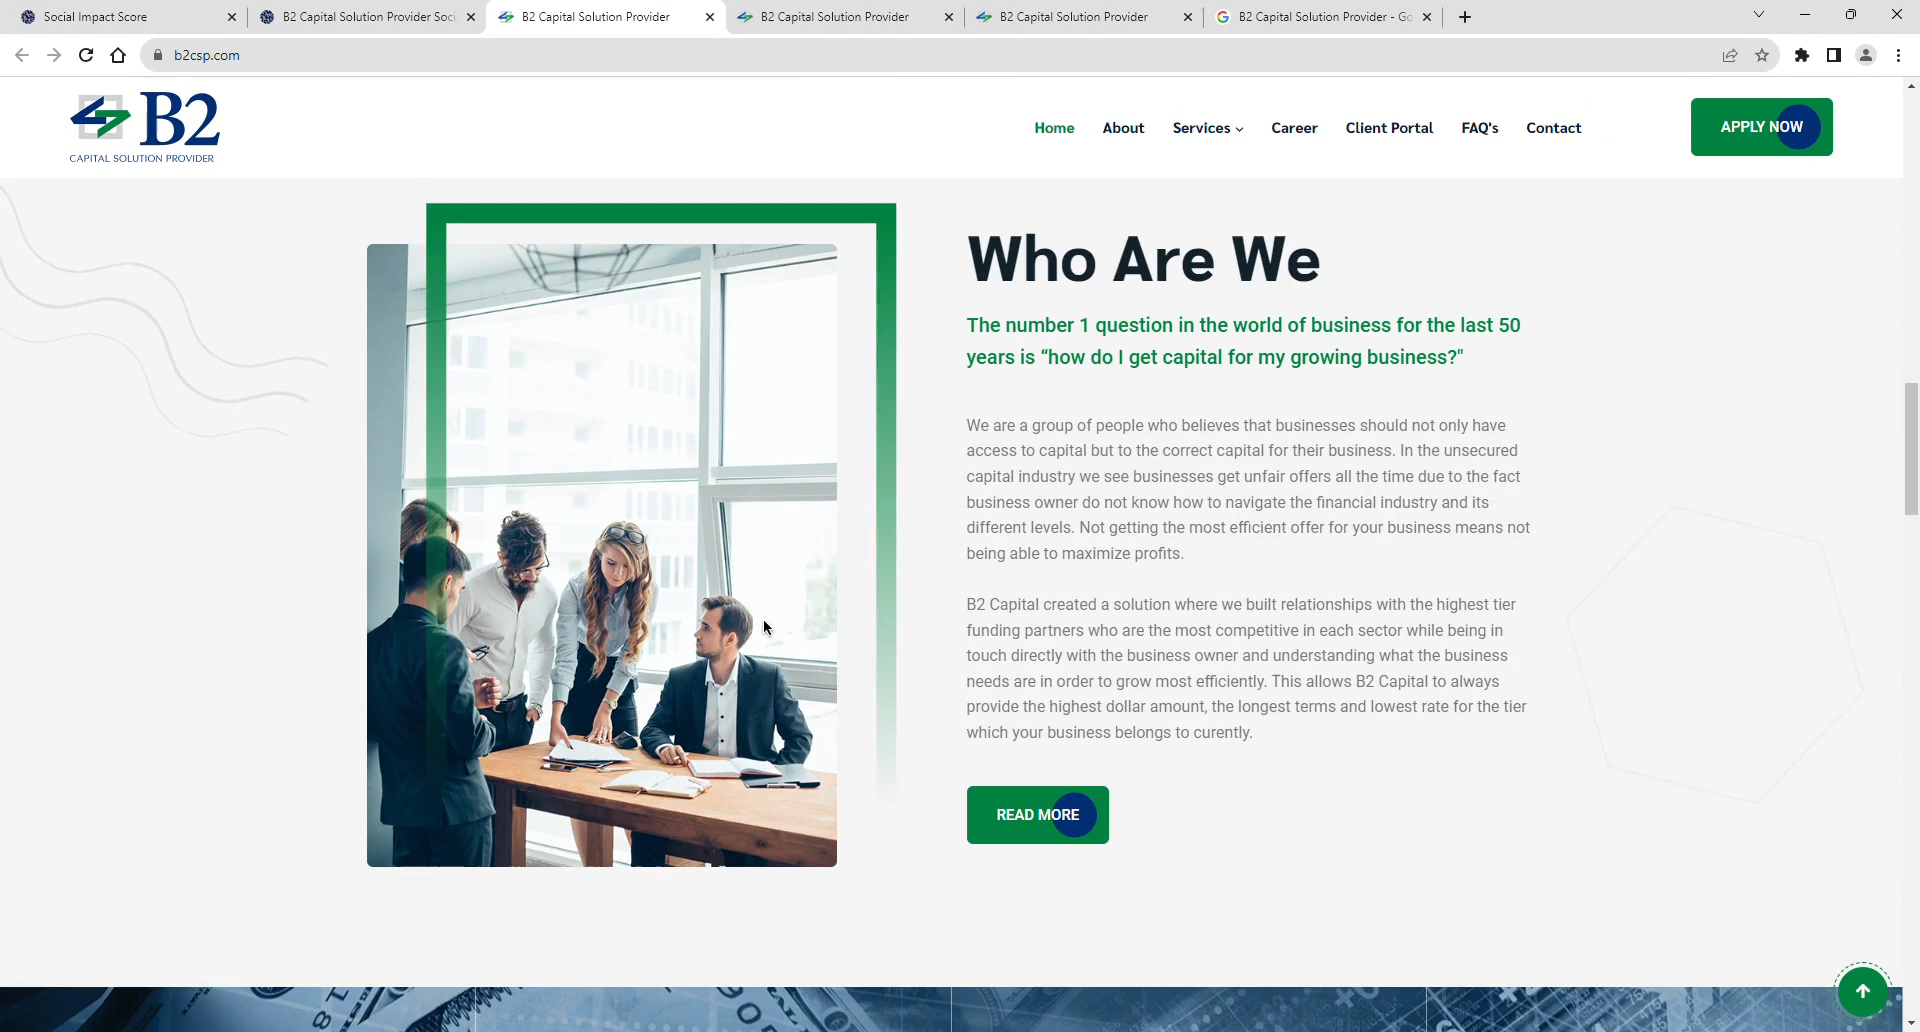 Social Impact Score
B2 Capital Solution Provider Soci
B2 Capital Solution Provider
B2 Capital Solution Provider
B2 Capital Solution Provider
B2 Capital Solution Provider - Go
b2csp.com
B2
CAPITAL SOLUTION PROVIDER
Home
About
Services
Career
Client Portal
FAQ's
Contact
APPLY NOW
Who Are We
The number 1 question in the world of business for the last 50
years is “how do I get capital for my growing business?"
We are a group of people who believes that businesses should not only have
access to capital but to the correct capital for their business. In the unsecured
capital industry we see businesses get unfair offers all the time due to the fact
business owner do not know how to navigate the financial industry and its
different levels. Not getting the most efficient offer for your business means not
being able to maximize profits.
B2 Capital created a solution where we built relationships with the highest tier
funding partners who are the most competitive in each sector while being in
touch directly with the business owner and understanding what the business
needs are in order to grow most efficiently. This allows B2 Capital to always
provide the highest dollar amount, the longest terms and lowest rate for the tier
which your business belongs to curently.
READ MORE